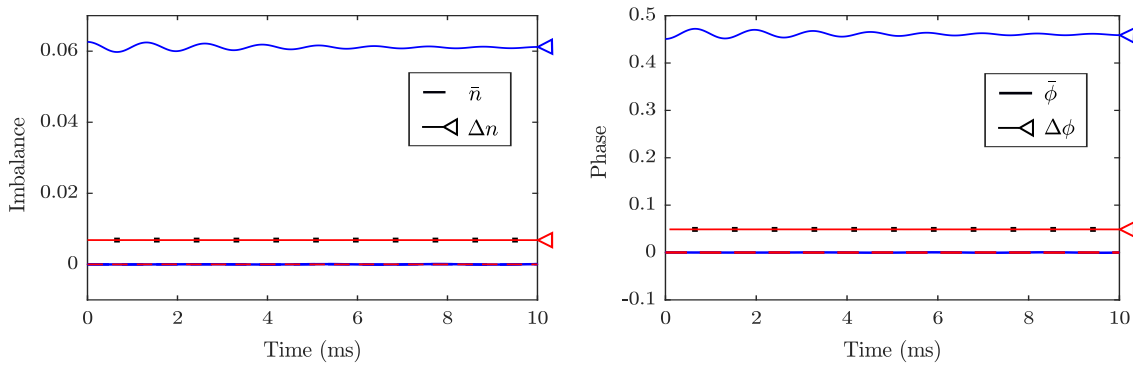 Imbalance
0.06
0.04
0.02
0
n̄
Δn
0 2 4 6 8 10
Time (ms)
Phase
0.5
0.4
0.3
0.2
0.1
0
-0.1
ϕ̄
Δϕ
0 2 4 6 8 10
Time (ms)